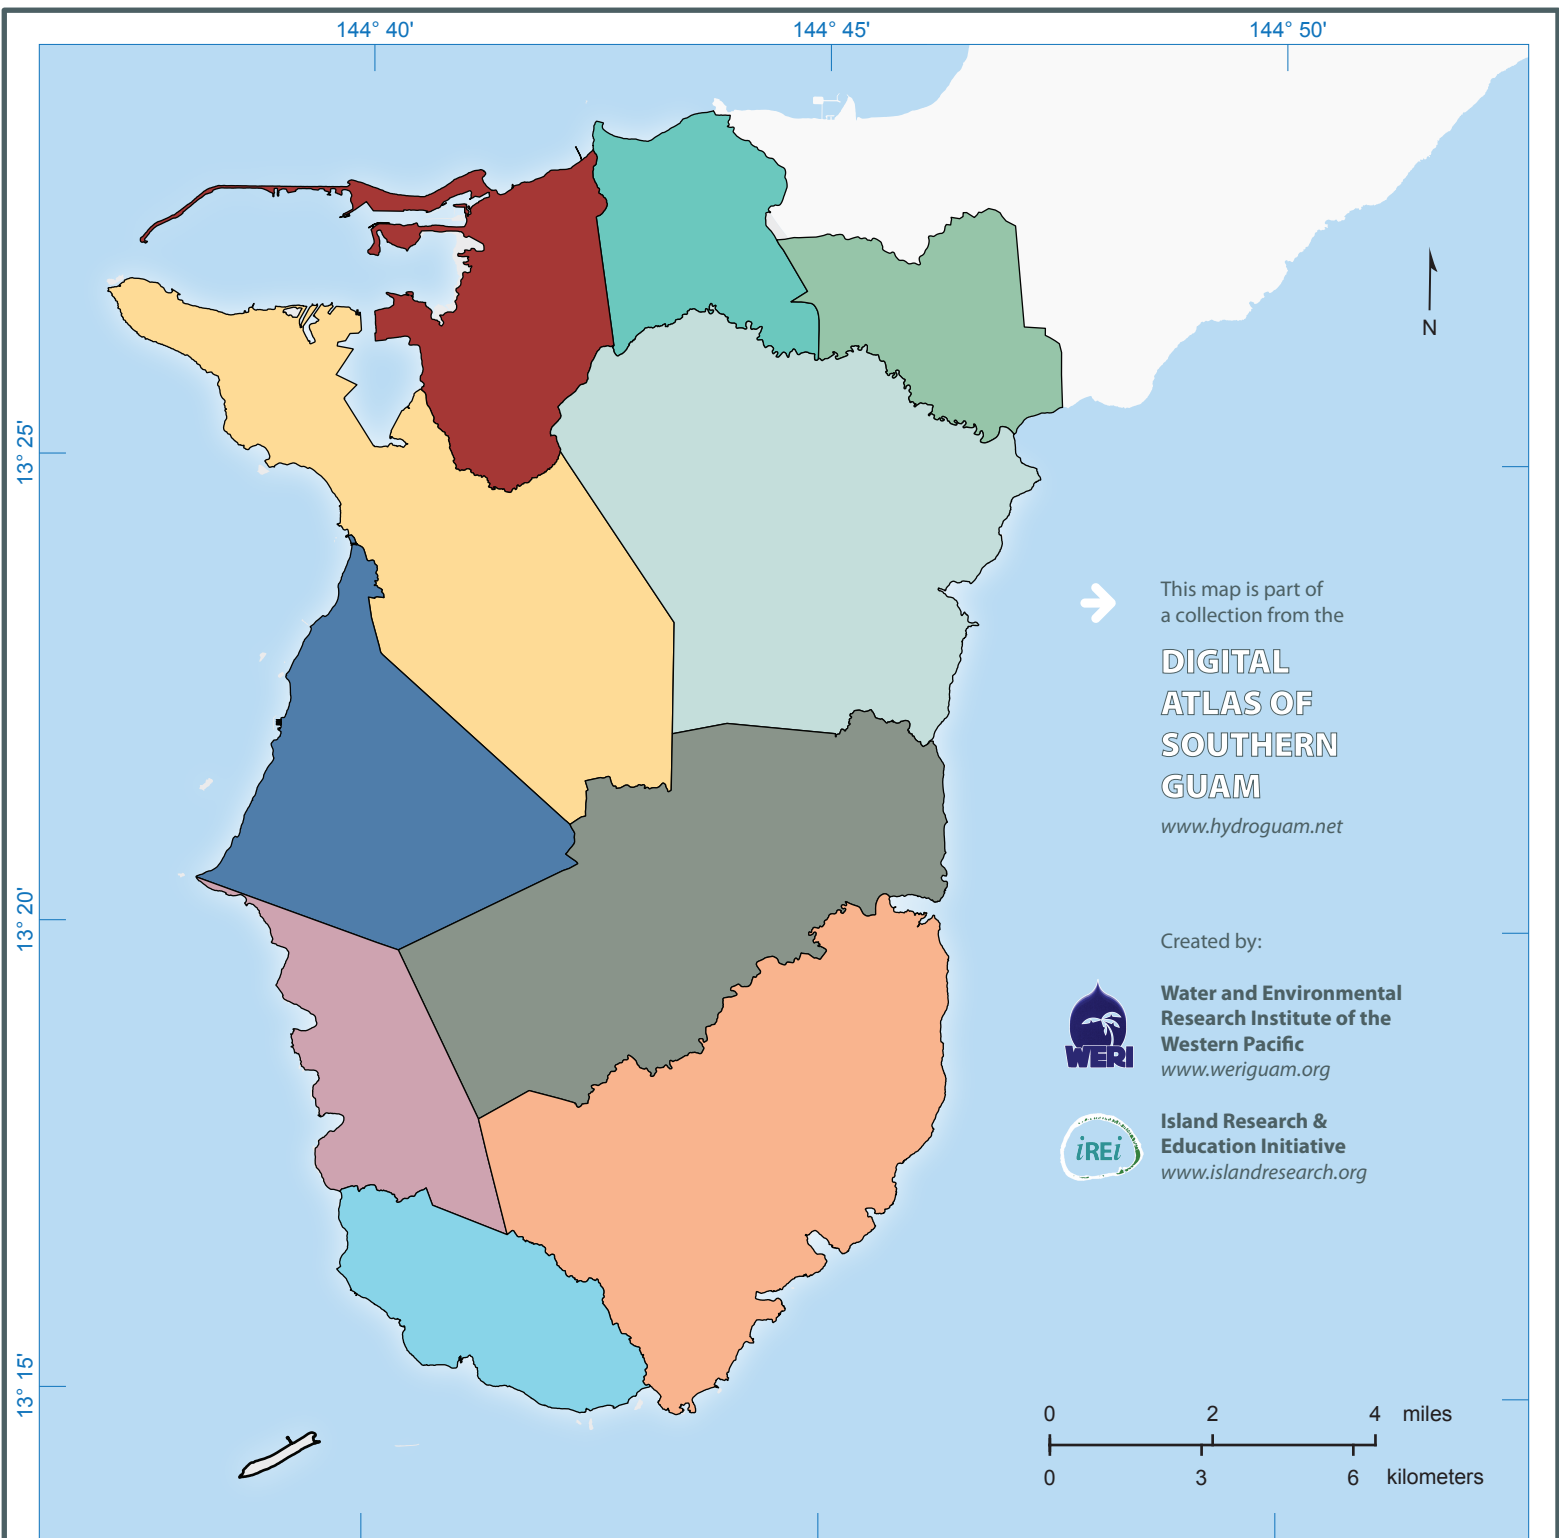 144° 40'
144° 45'
144° 50'
N
13° 25'
This map is part of
a collection from the
DIGITAL
ATLAS OF
SOUTHERN
GUAM
www.hydroguam.net
13° 20'
Created by:
Water and Environmental
Research Institute of the
Western Pacific
www.weriguam.org
WERI
Island Research &
Education Initiative
www.islandresearch.org
iREi
13° 15'
0 2 4 miles
0 3 6 kilometers